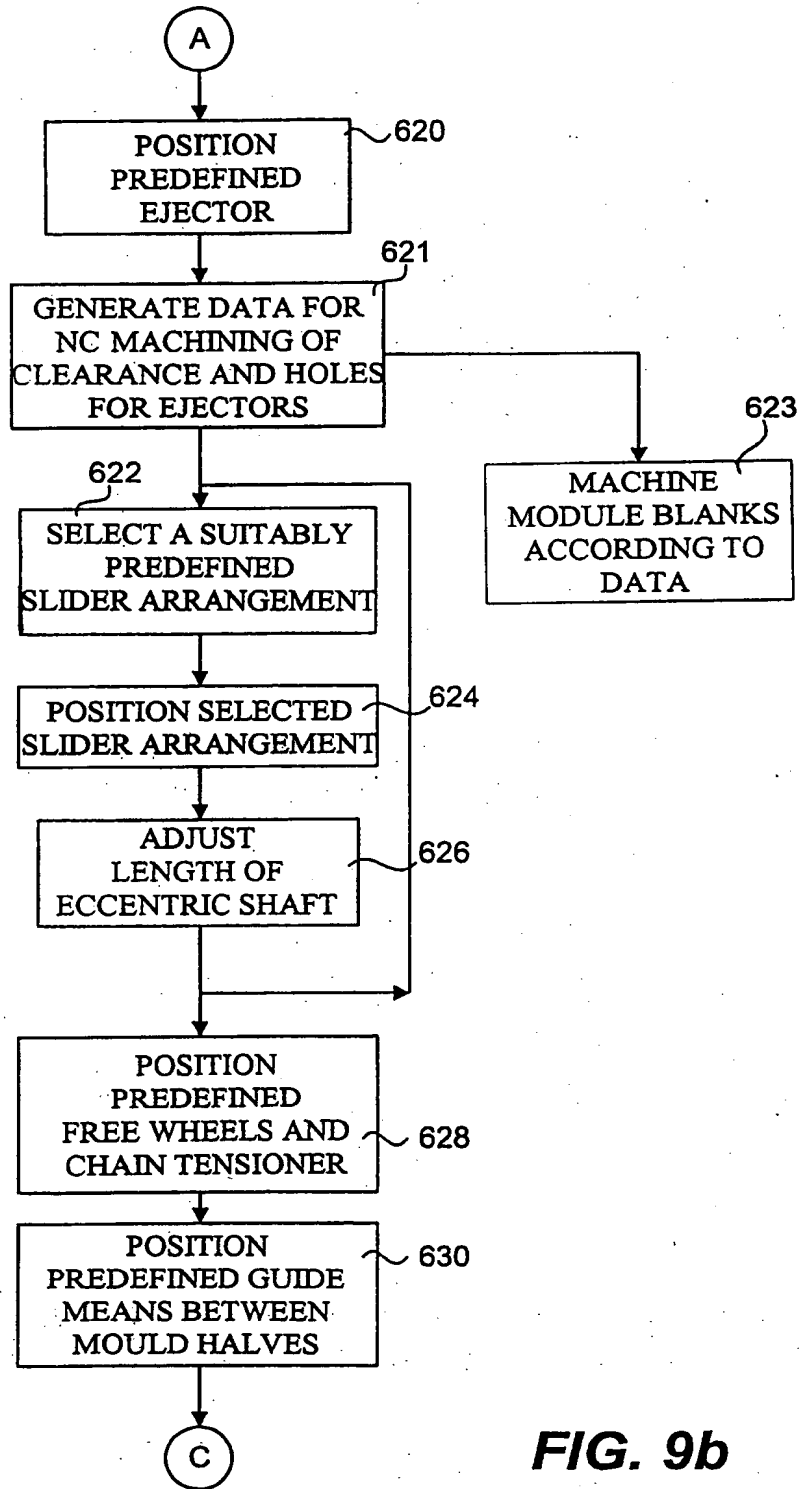 A
POSITION
PREDEFINED
EJECTOR
620
621
GENERATE DATA FOR
NC MACHINING OF
CLEARANCE AND HOLES
FOR EJECTORS
623
MACHINE
MODULE BLANKS
ACCORDING TO
DATA
622
SELECT A SUITABLY
PREDEFINED
SLIDER ARRANGEMENT
POSITION SELECTED
SLIDER ARRANGEMENT
624
ADJUST
LENGTH OF
ECCENTRIC SHAFT
626
POSITION
PREDEFINED
FREE WHEELS AND
CHAIN TENSIONER
628
POSITION
PREDEFINED GUIDE
MEANS BETWEEN
MOULD HALVES
630
C
FIG. 9b